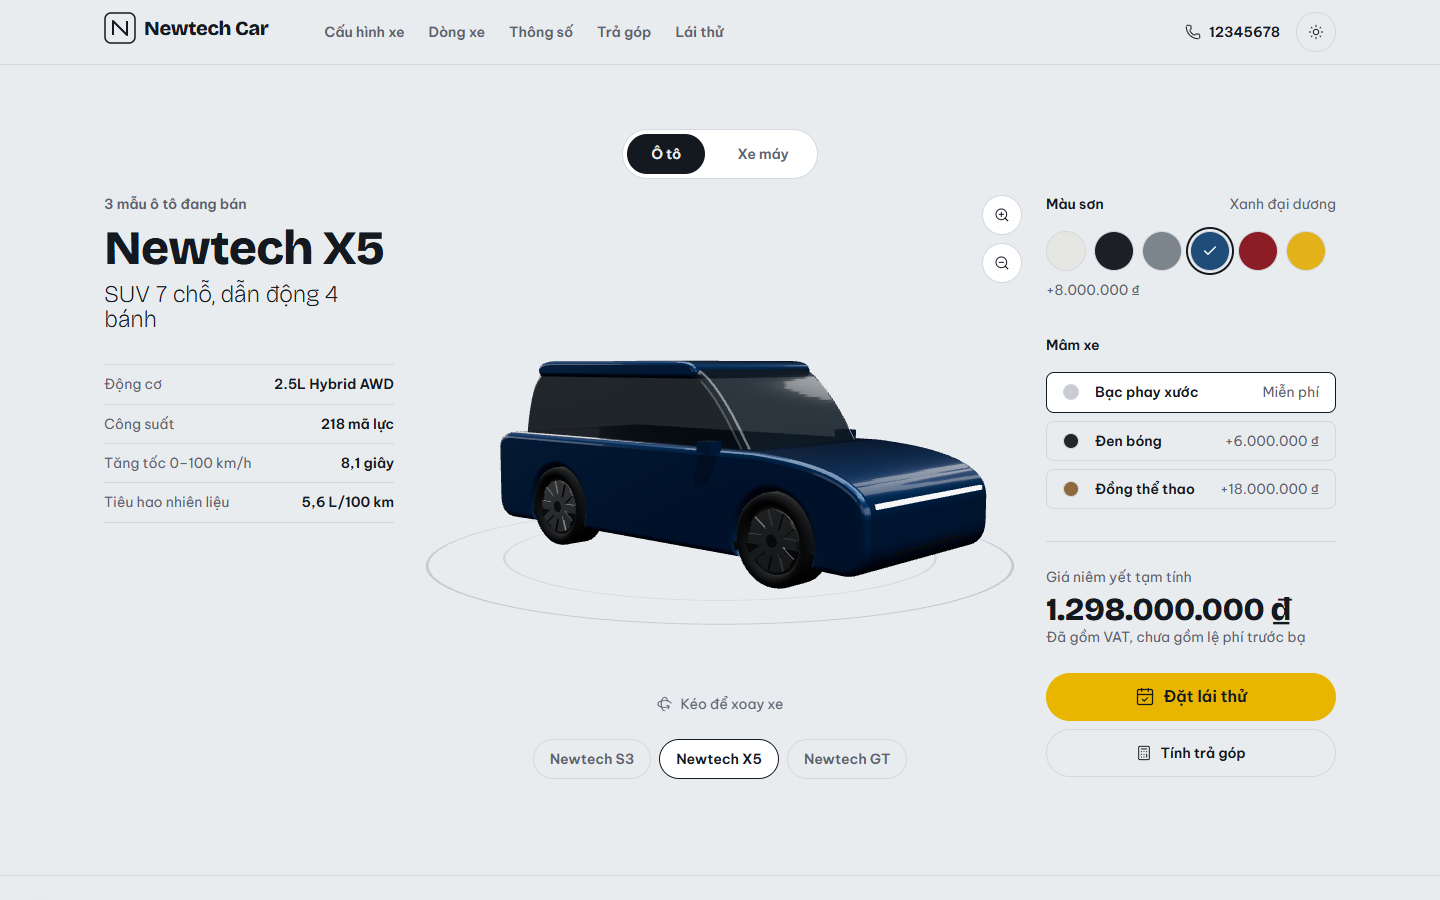 Newtech Car
Cấu hình xe
Dòng xe
Thông số
Trả góp
Lái thử
12345678
Ô tô
Xe máy
3 mẫu ô tô đang bán
Newtech X5
SUV 7 chỗ, dẫn động 4
bánh
Động cơ 2.5L Hybrid AWD
Công suất 218 mã lực
Tăng tốc 0–100 km/h 8,1 giây
Tiêu hao nhiên liệu 5,6 L/100 km
Kéo để xoay xe
Newtech S3
Newtech X5
Newtech GT
Màu sơn Xanh đại dương
+8.000.000 ₫
Mâm xe
Bạc phay xước Miễn phí
Đen bóng +6.000.000 ₫
Đồng thể thao +18.000.000 ₫
Giá niêm yết tạm tính
1.298.000.000 ₫
Đã gồm VAT, chưa gồm lệ phí trước bạ
Đặt lái thử
Tính trả góp